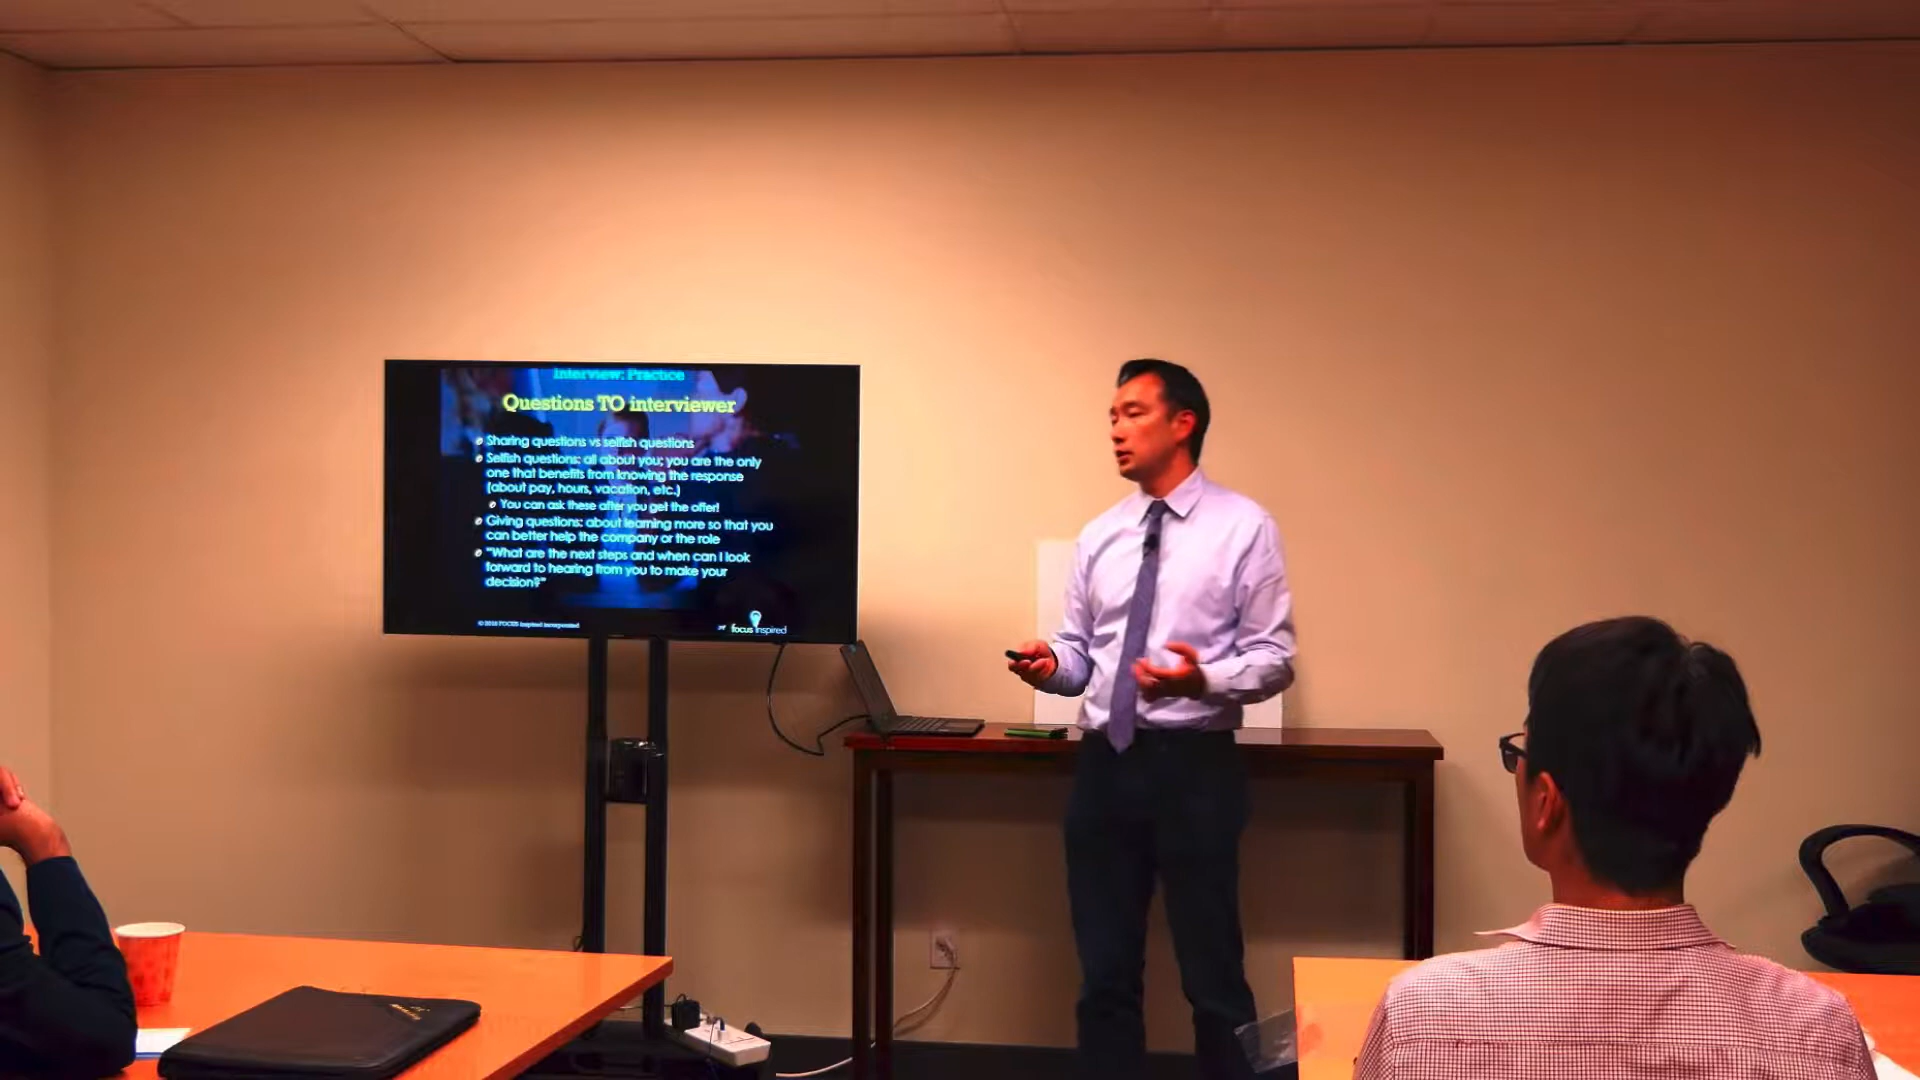 Interview: Practice
Questions TO interviewer
Sharing questions vs selfish questions
Selfish questions: all about you; you are the only
one that benefits from knowing the response
(about pay, hours, vacation, etc.)
You can ask these after you get the offer!
Giving questions: about learning more so that you
can better help the company or the role
"What are the next steps and when can I look
forward to hearing from you to make your
decision?"
© 2016 FOCUS Inspired Incorporated
focus inspired